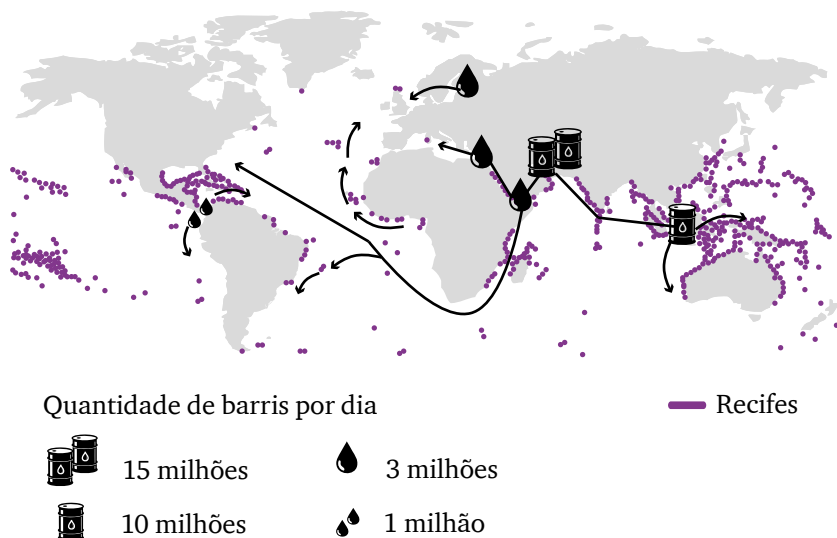 Quantidade de barris por dia
Recifes
15 milhões
3 milhões
10 milhões
1 milhão